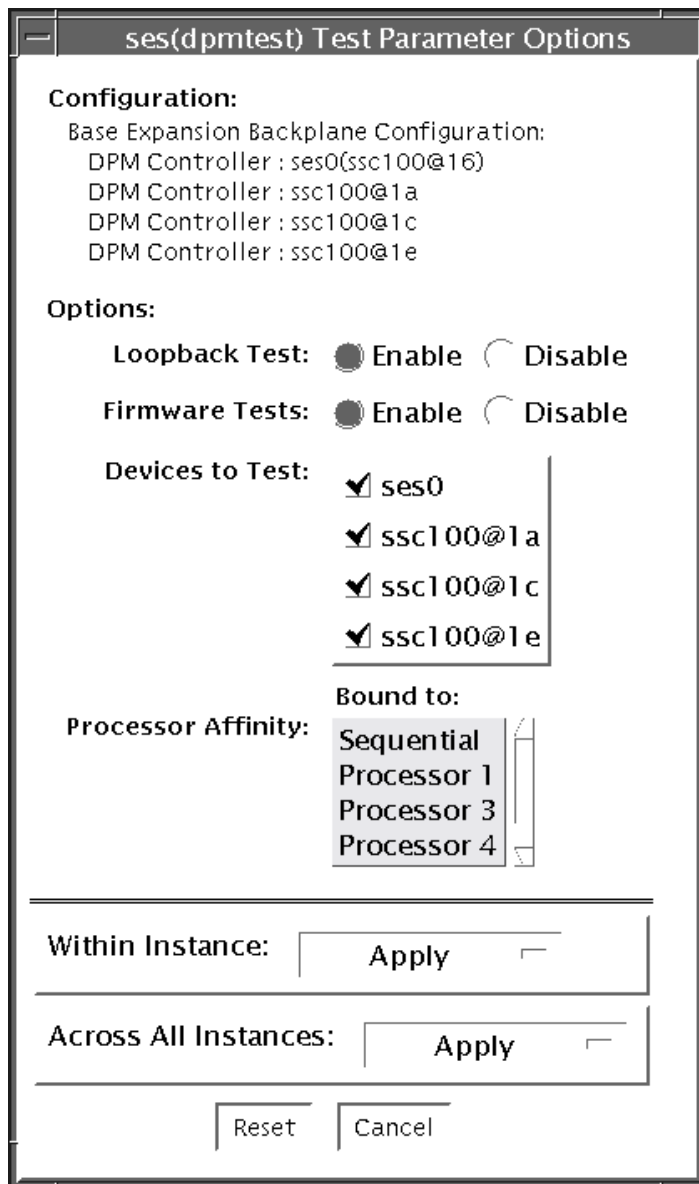 ses(dpmtest) Test Parameter Options
Configuration:
Base Expansion Backplane Configuration:
DPM Controller : ses0(ssc100@16)
DPM Controller : ssc100@1a
DPM Controller : ssc100@1c
DPM Controller : ssc100@1e
Options:
Loopback Test: Enable Disable
Firmware Tests: Enable Disable
Devices to Test: ses0
ssc100@1a
ssc100@1c
ssc100@1e
Bound to:
Processor Affinity: Sequential
Processor 1
Processor 3
Processor 4
Within Instance: Apply
Across All Instances: Apply
Reset Cancel